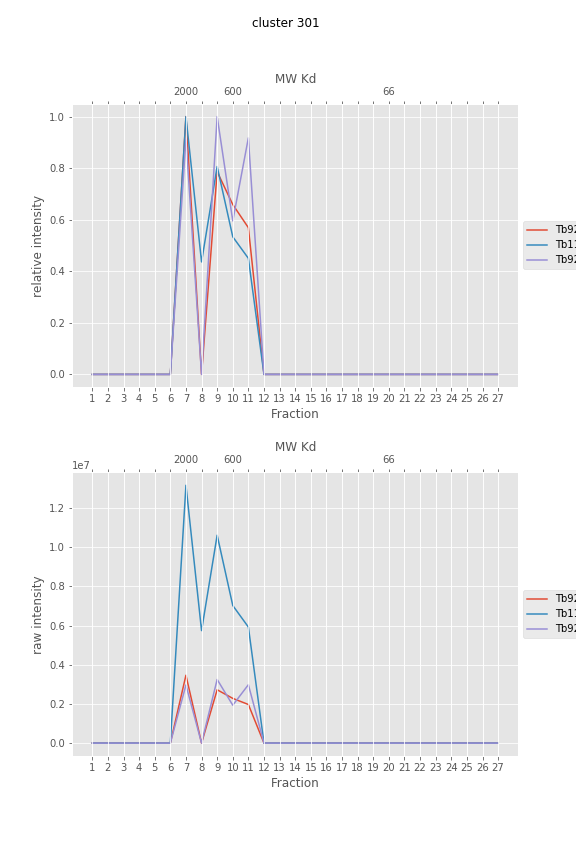 cluster 301
MW Kd
2000 600 66
1.0
0.8
0.6
0.4
0.2
0.0
relative intensity
1 2 3 4 5 6 7 8 9 10 11 12 13 14 15 16 17 18 19 20 21 22 23 24 25 26 27
Fraction
Tb92
Tb11
Tb92
MW Kd
1e7
2000 600 66
1.2
1.0
0.8
0.6
0.4
0.2
0.0
raw intensity
1 2 3 4 5 6 7 8 9 10 11 12 13 14 15 16 17 18 19 20 21 22 23 24 25 26 27
Fraction
Tb92
Tb11
Tb92